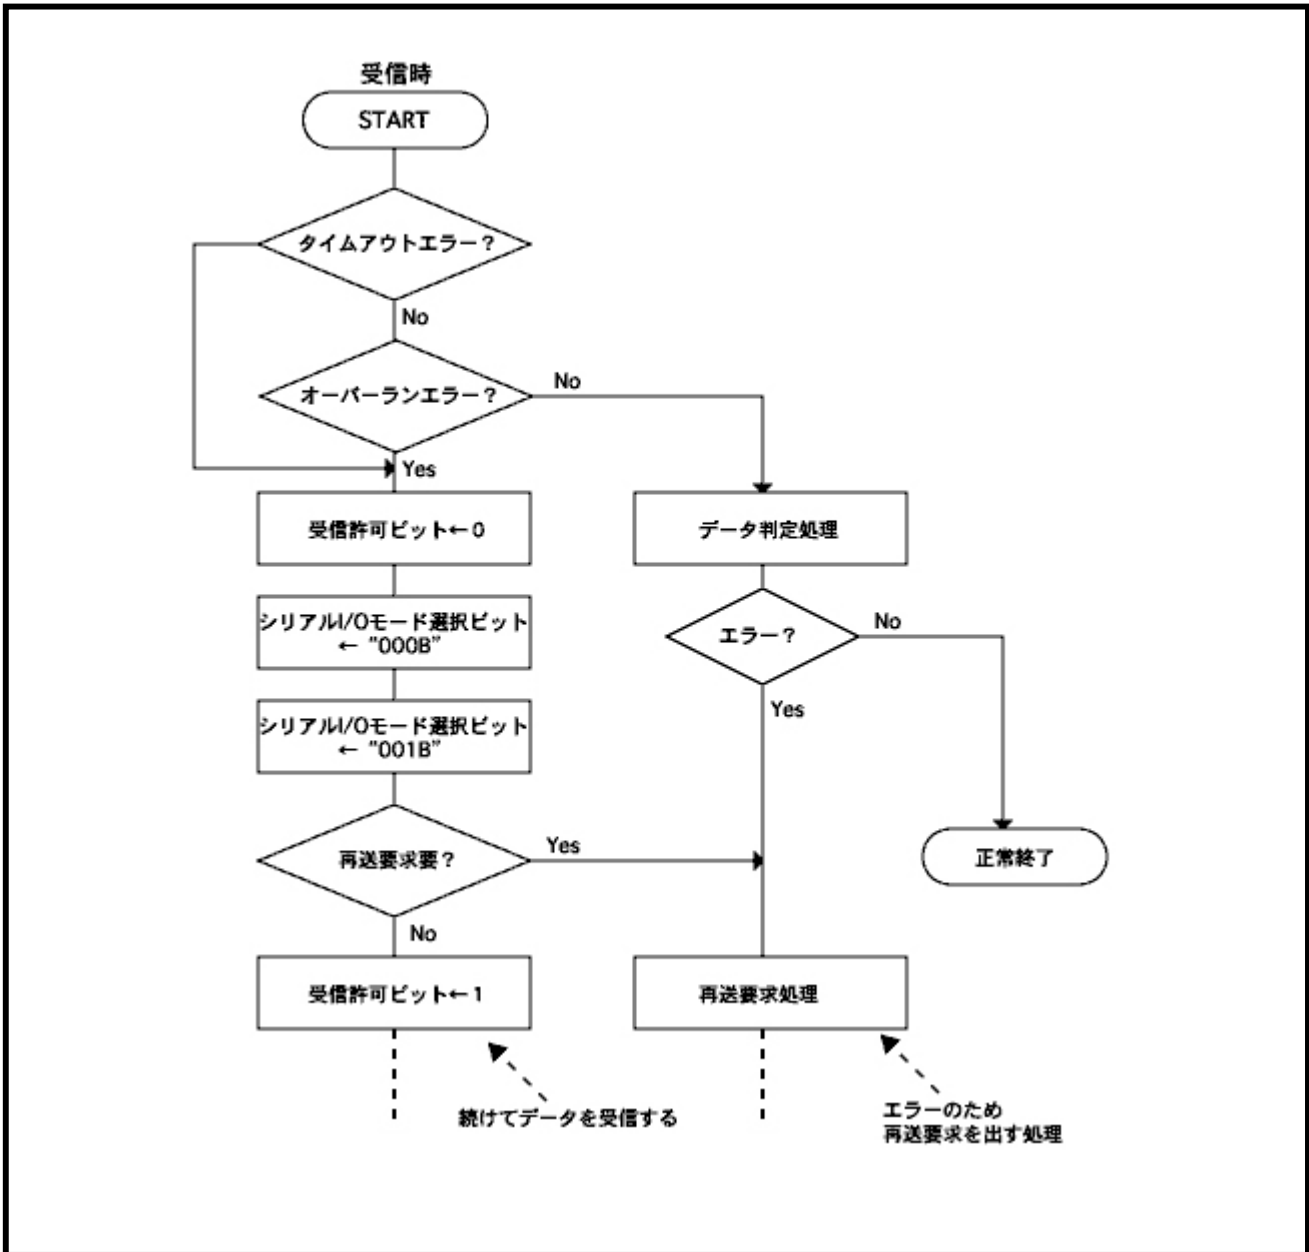 受信時
START
タイムアウトエラー？
No
オーバーランエラー？
No
Yes
受信許可ビット←0
データ判定処理
シリアルI/Oモード選択ビット
← "000B"
エラー？
No
Yes
シリアルI/Oモード選択ビット
← "001B"
再送要求要？
Yes
正常終了
No
受信許可ビット←1
再送要求処理
続けてデータを受信する
エラーのため
再送要求を出す処理